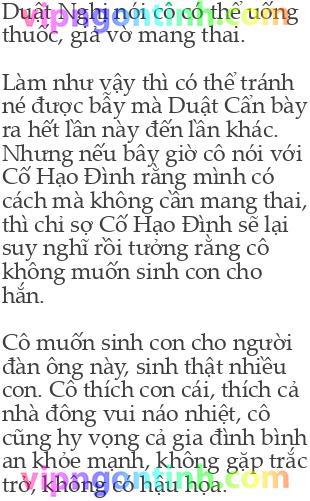 Duật Nghị nói cô có thể uống
thuốc, giả vờ mang thai.
Làm như vậy thì có thể tránh
né được bẫy mà Duật Cẩn bày
ra hết lần này đến lần khác.
Nhưng nếu bây giờ cô nói với
Cố Hạo Đình rằng mình có
cách mà không cần mang thai,
thì chỉ sợ Cố Hạo Đình sẽ lại
suy nghĩ rồi tưởng rằng cô
không muốn sinh con cho
hắn.
Cô muốn sinh con cho người
đàn ông này, sinh thật nhiều
con. Cô thích con cái, thích cả
nhà đông vui náo nhiệt, cô
cũng hy vọng cả gia đình bình
an khỏe mạnh, không gặp trắc
trở, không có hậu họa.
vipngontinh.com
vipngontinh.com